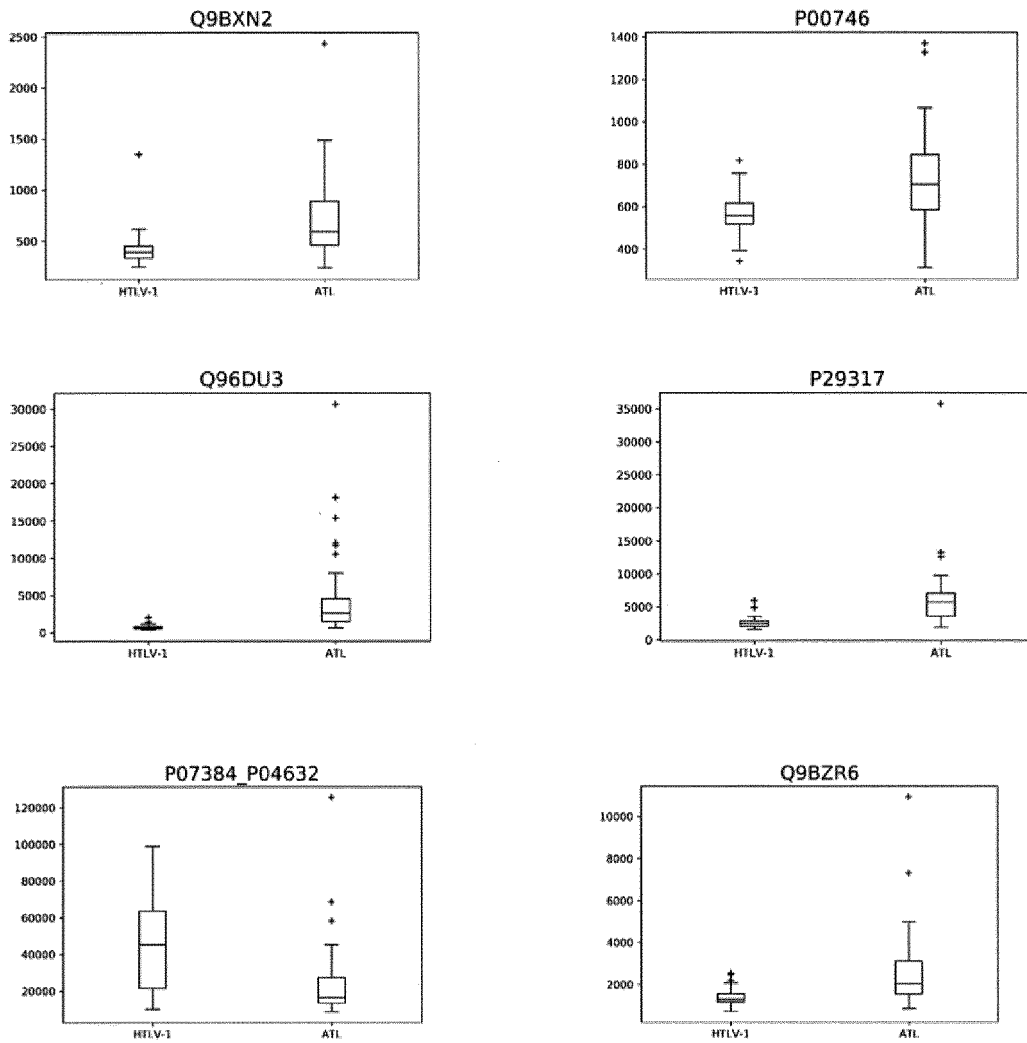 Q9BXN2
2500
2000
1500
1000
500
HTLV-1
ATL
P00746
1400
1200
1000
800
600
400
HTLV-1
ATL
Q96DU3
30000
25000
20000
15000
10000
5000
0
HTLV-1
ATL
P29317
35000
30000
25000
20000
15000
10000
5000
0
HTLV-1
ATL
P07384_P04632
120000
100000
80000
60000
40000
20000
HTLV-1
ATL
Q9BZR6
10000
8000
6000
4000
2000
HTLV-1
ATL